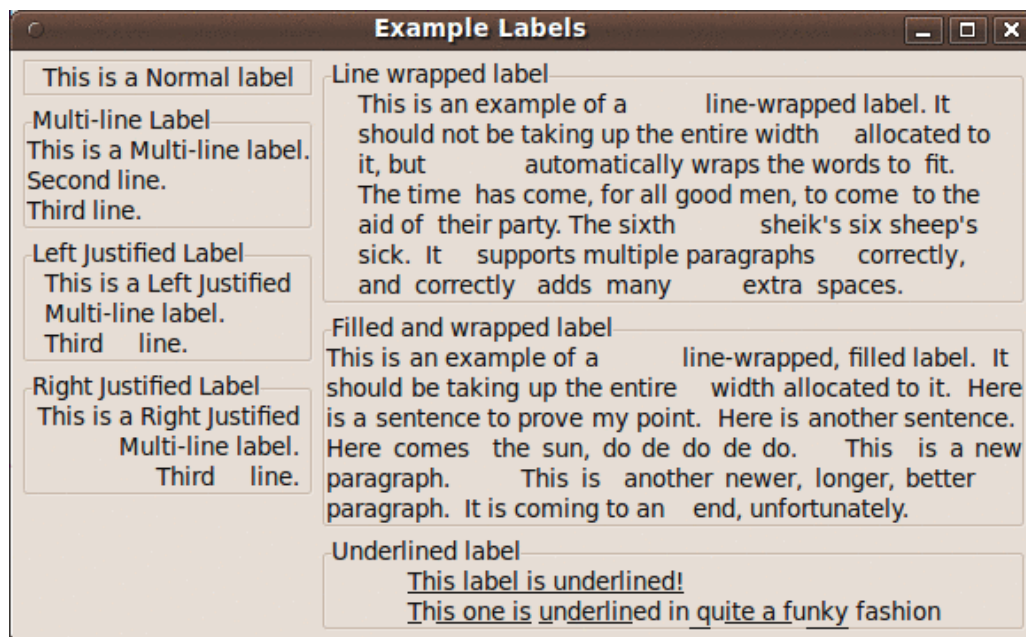 Example Labels
This is a Normal label
Multi-line Label
This is a Multi-line label.
Second line.
Third line.
Left Justified Label
This is a Left Justified
Multi-line label.
Third     line.
Right Justified Label
This is a Right Justified
Multi-line label.
Third     line.
Line wrapped label
This is an example of a          line-wrapped label. It
should not be taking up the entire width     allocated to
it, but             automatically wraps the words to  fit.
The time  has come, for all good men, to come  to the
aid of  their party. The sixth           sheik's six sheep's
sick.  It     supports multiple paragraphs      correctly,
and  correctly   adds  many          extra  spaces.
Filled and wrapped label
This is an example of a           line-wrapped, filled label.  It
should be taking up the entire     width allocated to it.  Here
is a sentence to prove my point.  Here is another sentence.
Here comes   the sun, do de do de do.      This   is a new
paragraph.         This is   another newer, longer, better
paragraph.  It is coming to an    end, unfortunately.
Underlined label
This label is underlined!
This one is underlined in quite a funky fashion